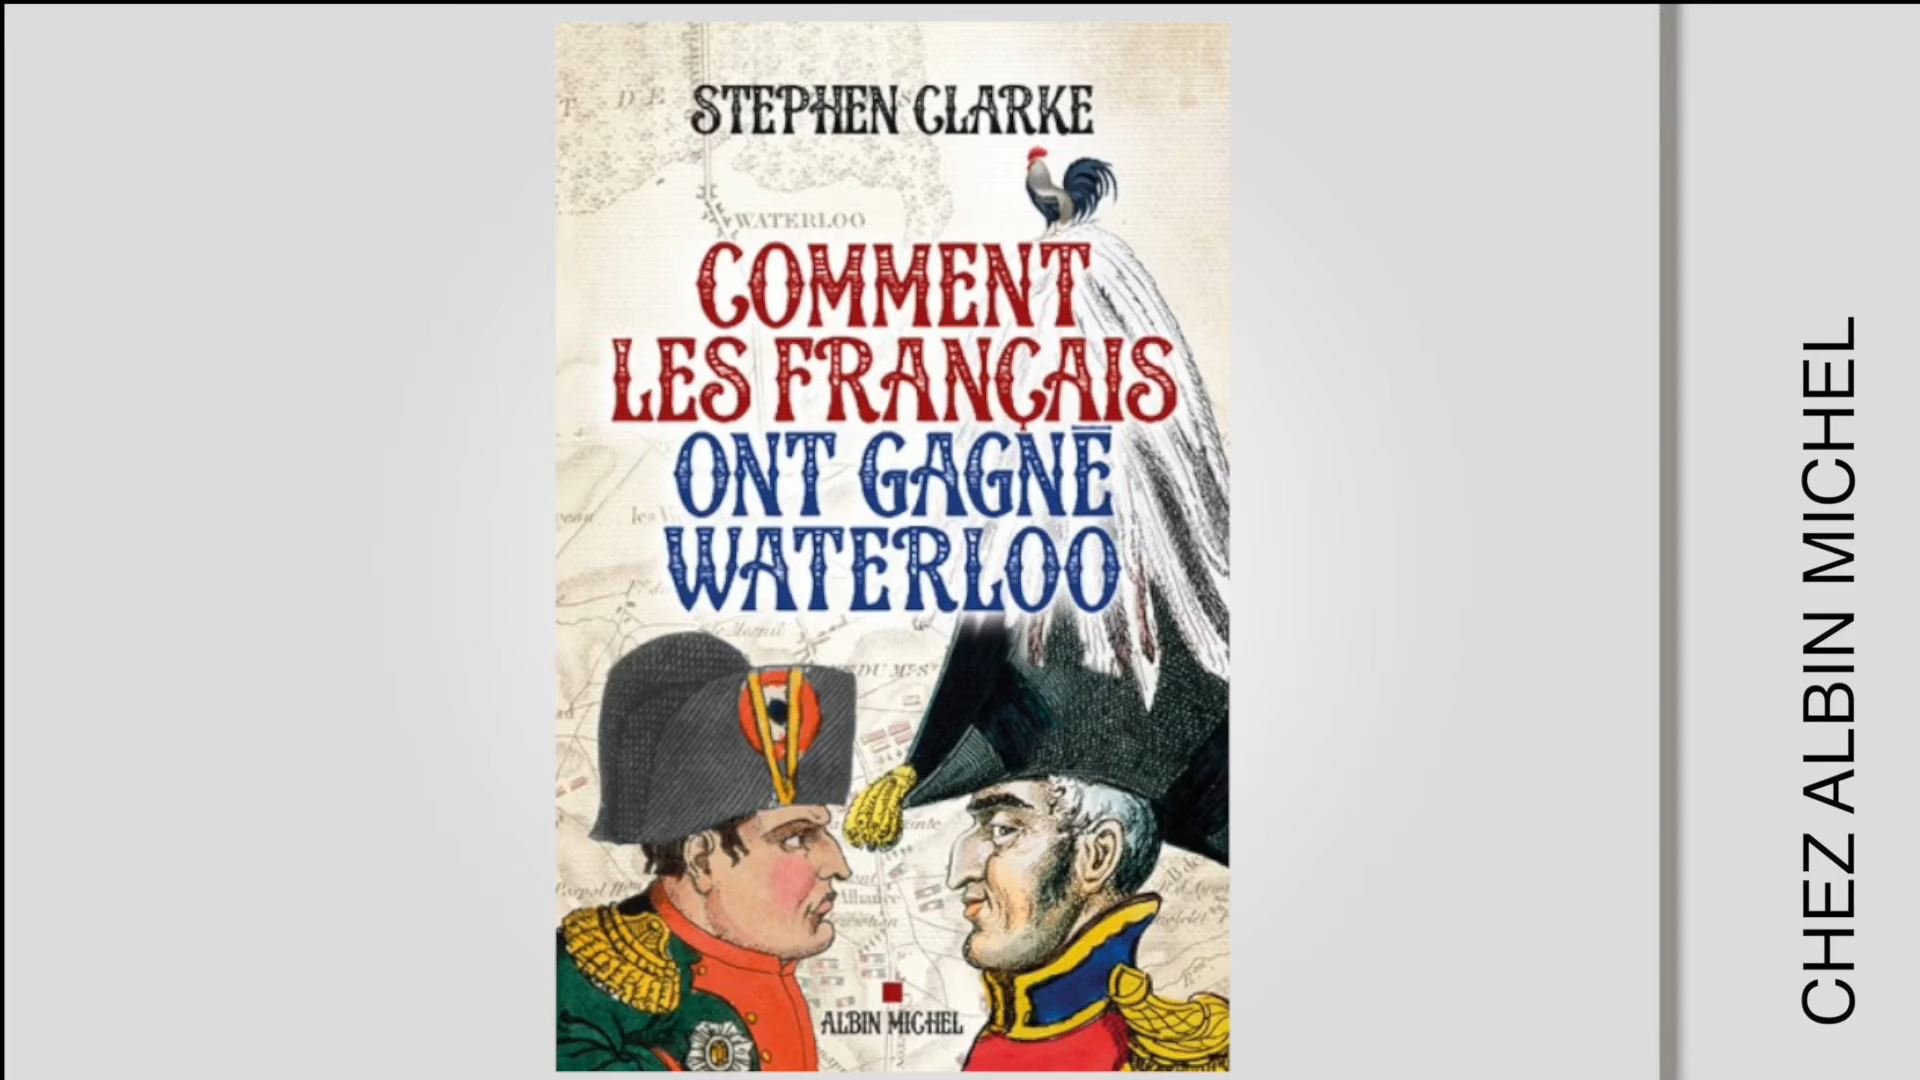 STEPHEN CLARKE
WATERLOO
COMMENT
LES FRANÇAIS
ONT GAGNÉ
WATERLOO
ALBIN MICHEL
CHEZ ALBIN MICHEL